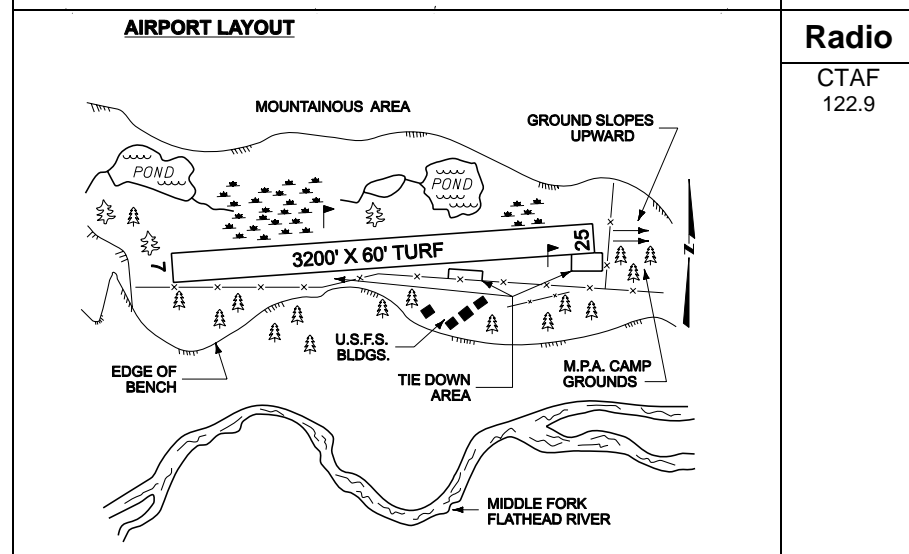 AIRPORT LAYOUT
Radio
CTAF
122.9
MOUNTAINOUS AREA
GROUND SLOPES
UPWARD
POND
POND
N
7
3200' X 60' TURF
25
U.S.F.S.
BLDGS.
EDGE OF
BENCH
TIE DOWN
AREA
M.P.A. CAMP
GROUNDS
MIDDLE FORK
FLATHEAD RIVER